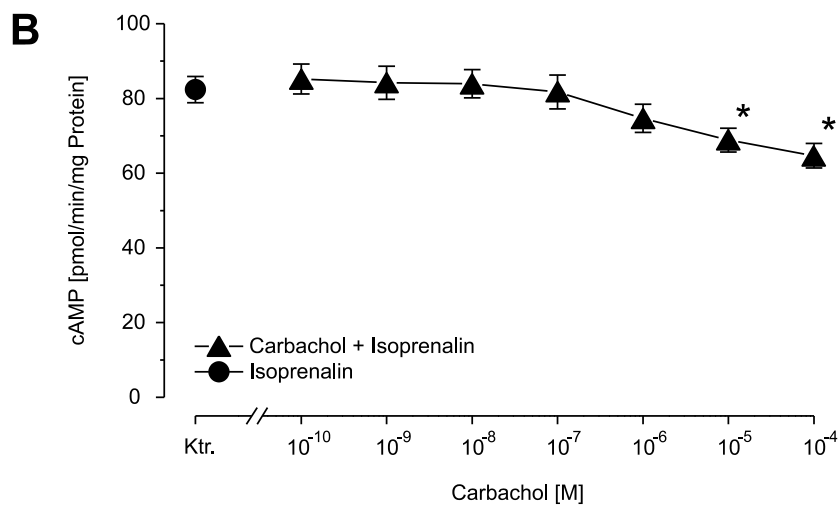 B
cAMP [pmol/min/mg Protein]
100
80
60
40
20
0
*
*
Carbachol + Isoprenalin
Isoprenalin
Ktr.
10⁻¹⁰
10⁻⁹
10⁻⁸
10⁻⁷
10⁻⁶
10⁻⁵
10⁻⁴
Carbachol [M]